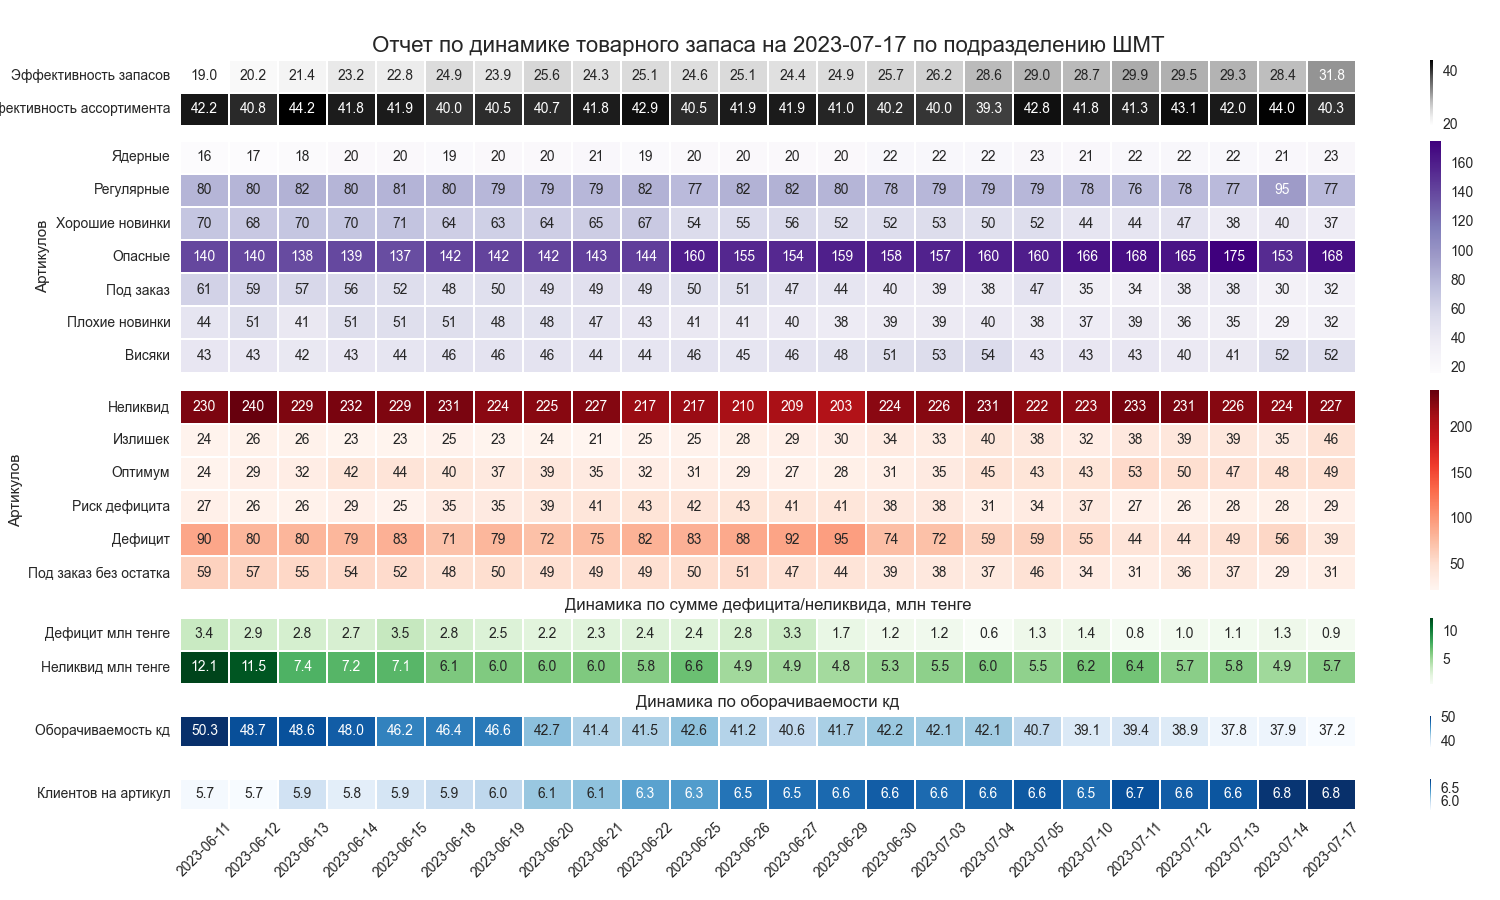 Отчет по динамике товарного запаса на 2023-07-17 по подразделению ШМТ
Эффективность запасов 19.0 20.2 21.4 23.2 22.8 24.9 23.9 25.6 24.3 25.1 24.6 25.1 24.4 24.9 25.7 26.2 28.6 29.0 28.7 29.9 29.5 29.3 28.4 31.8
фективность ассортимента 42.2 40.8 44.2 41.8 41.9 40.0 40.5 40.7 41.8 42.9 40.5 41.9 41.9 41.0 40.2 40.0 39.3 42.8 41.8 41.3 43.1 42.0 44.0 40.3
40
20
Артикулов
Ядерные 16 17 18 20 20 19 20 20 21 19 20 20 20 20 22 22 22 23 21 22 22 22 21 23
Регулярные 80 80 82 80 81 80 79 79 79 82 77 82 82 80 78 79 79 79 78 76 78 77 95 77
Хорошие новинки 70 68 70 70 71 64 63 64 65 67 54 55 56 52 52 53 50 52 44 44 47 38 40 37
Опасные 140 140 138 139 137 142 142 142 143 144 160 155 154 159 158 157 160 160 166 168 165 175 153 168
Под заказ 61 59 57 56 52 48 50 49 49 49 50 51 47 44 40 39 38 47 35 34 38 38 30 32
Плохие новинки 44 51 41 51 51 51 48 48 47 43 41 41 40 38 39 39 40 38 37 39 36 35 29 32
Висяки 43 43 42 43 44 46 46 46 44 44 46 45 46 48 51 53 54 43 43 43 40 41 52 52
160
140
120
100
80
60
40
20
Артикулов
Неликвид 230 240 229 232 229 231 224 225 227 217 217 210 209 203 224 226 231 222 223 233 231 226 224 227
Излишек 24 26 26 23 23 25 23 24 21 25 25 28 29 30 34 33 40 38 32 38 39 39 35 46
Оптимум 24 29 32 42 44 40 37 39 35 32 31 29 27 28 31 35 45 43 43 53 50 47 48 49
Риск дефицита 27 26 26 29 25 35 35 39 41 43 42 43 41 41 38 38 31 34 37 27 26 28 28 29
Дефицит 90 80 80 79 83 71 79 72 75 82 83 88 92 95 74 72 59 59 55 44 44 49 56 39
Под заказ без остатка 59 57 55 54 52 48 50 49 49 49 50 51 47 44 39 38 37 46 34 31 36 37 29 31
200
150
100
50
Динамика по сумме дефицита/неликвида, млн тенге
Дефицит млн тенге 3.4 2.9 2.8 2.7 3.5 2.8 2.5 2.2 2.3 2.4 2.4 2.8 3.3 1.7 1.2 1.2 0.6 1.3 1.4 0.8 1.0 1.1 1.3 0.9
Неликвид млн тенге 12.1 11.5 7.4 7.2 7.1 6.1 6.0 6.0 6.0 5.8 6.6 4.9 4.9 4.8 5.3 5.5 6.0 5.5 6.2 6.4 5.7 5.8 4.9 5.7
10
5
Динамика по оборачиваемости кд
Оборачиваемость кд 50.3 48.7 48.6 48.0 46.2 46.4 46.6 42.7 41.4 41.5 42.6 41.2 40.6 41.7 42.2 42.1 42.1 40.7 39.1 39.4 38.9 37.8 37.9 37.2
50
40
Клиентов на артикул 5.7 5.7 5.9 5.8 5.9 5.9 6.0 6.1 6.1 6.3 6.3 6.5 6.5 6.6 6.6 6.6 6.6 6.6 6.5 6.7 6.6 6.6 6.8 6.8
6.5
6.0
2023-06-11 2023-06-12 2023-06-13 2023-06-14 2023-06-15 2023-06-18 2023-06-19 2023-06-20 2023-06-21 2023-06-22 2023-06-25 2023-06-26 2023-06-27 2023-06-29 2023-06-30 2023-07-03 2023-07-04 2023-07-05 2023-07-10 2023-07-11 2023-07-12 2023-07-13 2023-07-14 2023-07-17